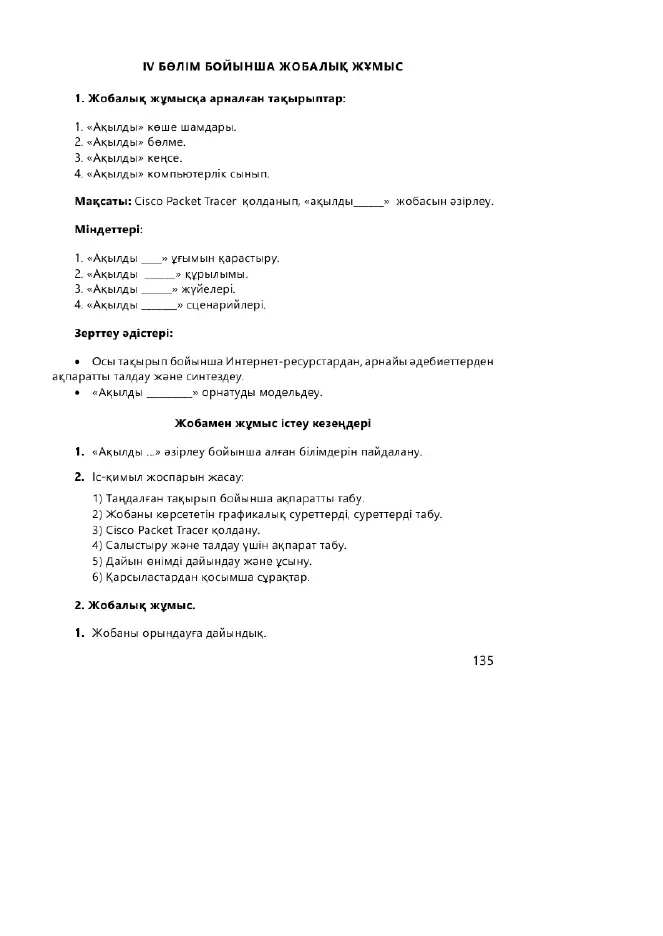 IV БӨЛІМ БОЙЫНША ЖОБАЛЫҚ ЖҰМЫС
1. Жобалық жұмысқа арналған тақырыптар:
1. «Ақылды» көше шамдары.
2. «Ақылды» бөлме.
3. «Ақылды» кеңсе.
4. «Ақылды» компьютерлік сынып.
Мақсаты: Cisco Packet Tracer қолданып, «ақылды______» жобасын әзірлеу.
Міндеттері:
1. «Ақылды ____» ұғымын қарастыру.
2. «Ақылды ______» құрылымы.
3. «Ақылды ______» жүйелері.
4. «Ақылды _______» сценарийлері.
Зерттеу әдістері:
• Осы тақырып бойынша Интернет-ресурстардан, арнайы әдебиеттерден
ақпаратты талдау және синтездеу.
• «Ақылды _________» орнатуды модельдеу.
Жобамен жұмыс істеу кезеңдері
1. «Ақылды ...» әзірлеу бойынша алған білімдерін пайдалану.
2. Іс-қимыл жоспарын жасау:
1) Таңдалған тақырып бойынша ақпаратты табу.
2) Жобаны көрсететін графикалық суреттерді, суреттерді табу.
3) Cisco Packet Tracer қолдану.
4) Салыстыру және талдау үшін ақпарат табу.
5) Дайын өнімді дайындау және ұсыну.
6) Қарсыластардан қосымша сұрақтар.
2. Жобалық жұмыс.
1. Жобаны орындауға дайындық.
135